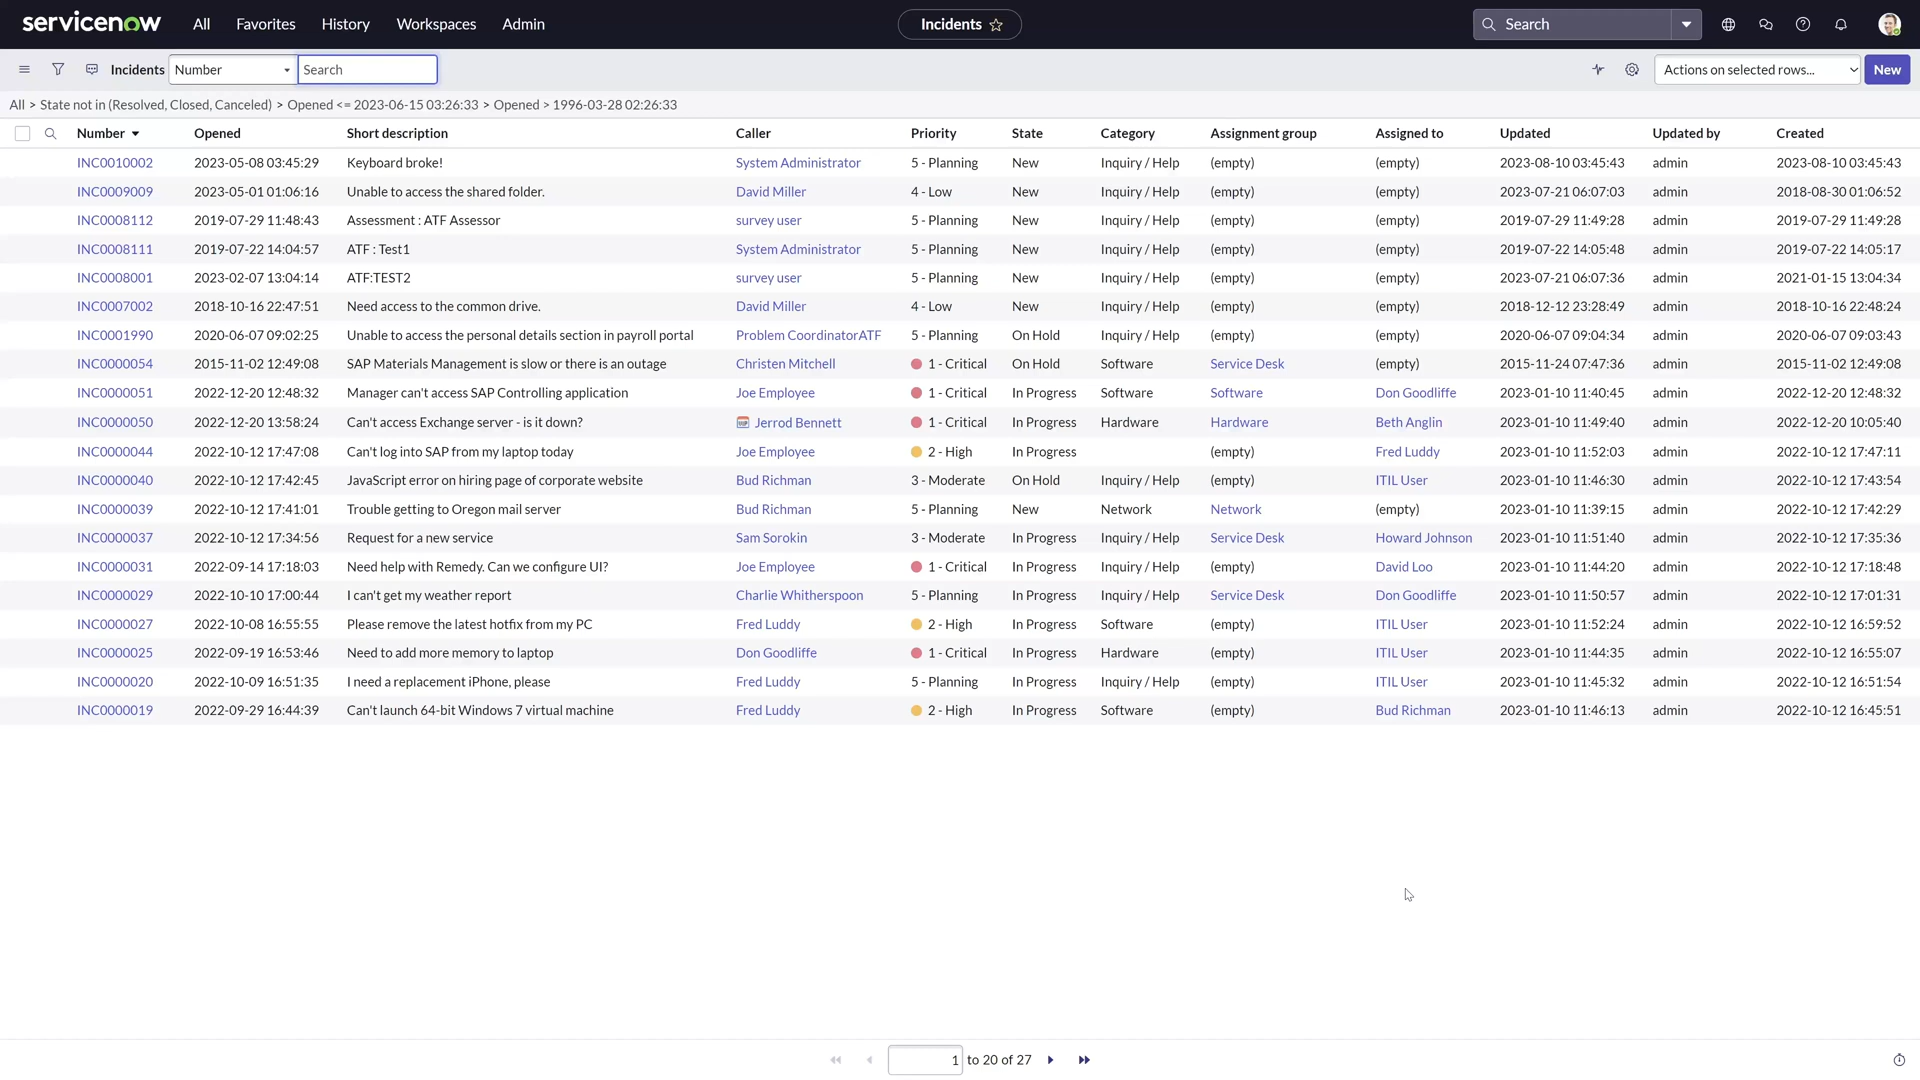 servicenow All Favorites History Workspaces Admin Incidents Search
Incidents Number Search Actions on selected rows... New
All > State not in (Resolved, Closed, Canceled) > Opened <= 2023-06-15 03:26:33 > Opened > 1996-03-28 02:26:33
Number Opened Short description Caller Priority State Category Assignment group Assigned to Updated Updated by Created
INC0010002 2023-05-08 03:45:29 Keyboard broke! System Administrator 5 - Planning New Inquiry / Help (empty) (empty) 2023-08-10 03:45:43 admin 2023-08-10 03:45:43
INC0009009 2023-05-01 01:06:16 Unable to access the shared folder. David Miller 4 - Low New Inquiry / Help (empty) (empty) 2023-07-21 06:07:03 admin 2018-08-30 01:06:52
INC0008112 2019-07-29 11:48:43 Assessment : ATF Assessor survey user 5 - Planning New Inquiry / Help (empty) (empty) 2019-07-29 11:49:28 admin 2019-07-29 11:49:28
INC0008111 2019-07-22 14:04:57 ATF : Test1 System Administrator 5 - Planning New Inquiry / Help (empty) (empty) 2019-07-22 14:05:48 admin 2019-07-22 14:05:17
INC0008001 2023-02-07 13:04:14 ATF:TEST2 survey user 5 - Planning New Inquiry / Help (empty) (empty) 2023-07-21 06:07:36 admin 2021-01-15 13:04:34
INC0007002 2018-10-16 22:47:51 Need access to the common drive. David Miller 4 - Low New Inquiry / Help (empty) (empty) 2018-12-12 23:28:49 admin 2018-10-16 22:48:24
INC0001990 2020-06-07 09:02:25 Unable to access the personal details section in payroll portal Problem CoordinatorATF 5 - Planning On Hold Inquiry / Help (empty) (empty) 2020-06-07 09:04:34 admin 2020-06-07 09:03:43
INC0000054 2015-11-02 12:49:08 SAP Materials Management is slow or there is an outage Christen Mitchell 1 - Critical On Hold Software Service Desk (empty) 2015-11-24 07:47:36 admin 2015-11-02 12:49:08
INC0000051 2022-12-20 12:48:32 Manager can't access SAP Controlling application Joe Employee 1 - Critical In Progress Software Software Don Goodliffe 2023-01-10 11:40:45 admin 2022-12-20 12:48:32
INC0000050 2022-12-20 13:58:24 Can't access Exchange server - is it down? Jerrod Bennett 1 - Critical In Progress Hardware Hardware Beth Anglin 2023-01-10 11:49:40 admin 2022-12-20 10:05:40
INC0000044 2022-10-12 17:47:08 Can't log into SAP from my laptop today Joe Employee 2 - High In Progress (empty) Fred Luddy 2023-01-10 11:52:03 admin 2022-10-12 17:47:11
INC0000040 2022-10-12 17:42:45 JavaScript error on hiring page of corporate website Bud Richman 3 - Moderate On Hold Inquiry / Help (empty) ITIL User 2023-01-10 11:46:30 admin 2022-10-12 17:43:54
INC0000039 2022-10-12 17:41:01 Trouble getting to Oregon mail server Bud Richman 5 - Planning New Network Network (empty) 2023-01-10 11:39:15 admin 2022-10-12 17:42:29
INC0000037 2022-10-12 17:34:56 Request for a new service Sam Sorokin 3 - Moderate In Progress Inquiry / Help Service Desk Howard Johnson 2023-01-10 11:51:40 admin 2022-10-12 17:35:36
INC0000031 2022-09-14 17:18:03 Need help with Remedy. Can we configure UI? Joe Employee 1 - Critical In Progress Inquiry / Help (empty) David Loo 2023-01-10 11:44:20 admin 2022-10-12 17:18:48
INC0000029 2022-10-10 17:00:44 I can't get my weather report Charlie Whitherspoon 5 - Planning In Progress Inquiry / Help Service Desk Don Goodliffe 2023-01-10 11:50:57 admin 2022-10-12 17:01:31
INC0000027 2022-10-08 16:55:55 Please remove the latest hotfix from my PC Fred Luddy 2 - High In Progress Software (empty) ITIL User 2023-01-10 11:52:24 admin 2022-10-12 16:59:52
INC0000025 2022-09-19 16:53:46 Need to add more memory to laptop Don Goodliffe 1 - Critical In Progress Hardware (empty) ITIL User 2023-01-10 11:44:35 admin 2022-10-12 16:55:07
INC0000020 2022-10-09 16:51:35 I need a replacement iPhone, please Fred Luddy 5 - Planning In Progress Inquiry / Help (empty) ITIL User 2023-01-10 11:45:32 admin 2022-10-12 16:51:54
INC0000019 2022-09-29 16:44:39 Can't launch 64-bit Windows 7 virtual machine Fred Luddy 2 - High In Progress Software (empty) Bud Richman 2023-01-10 11:46:13 admin 2022-10-12 16:45:51
1 to 20 of 27